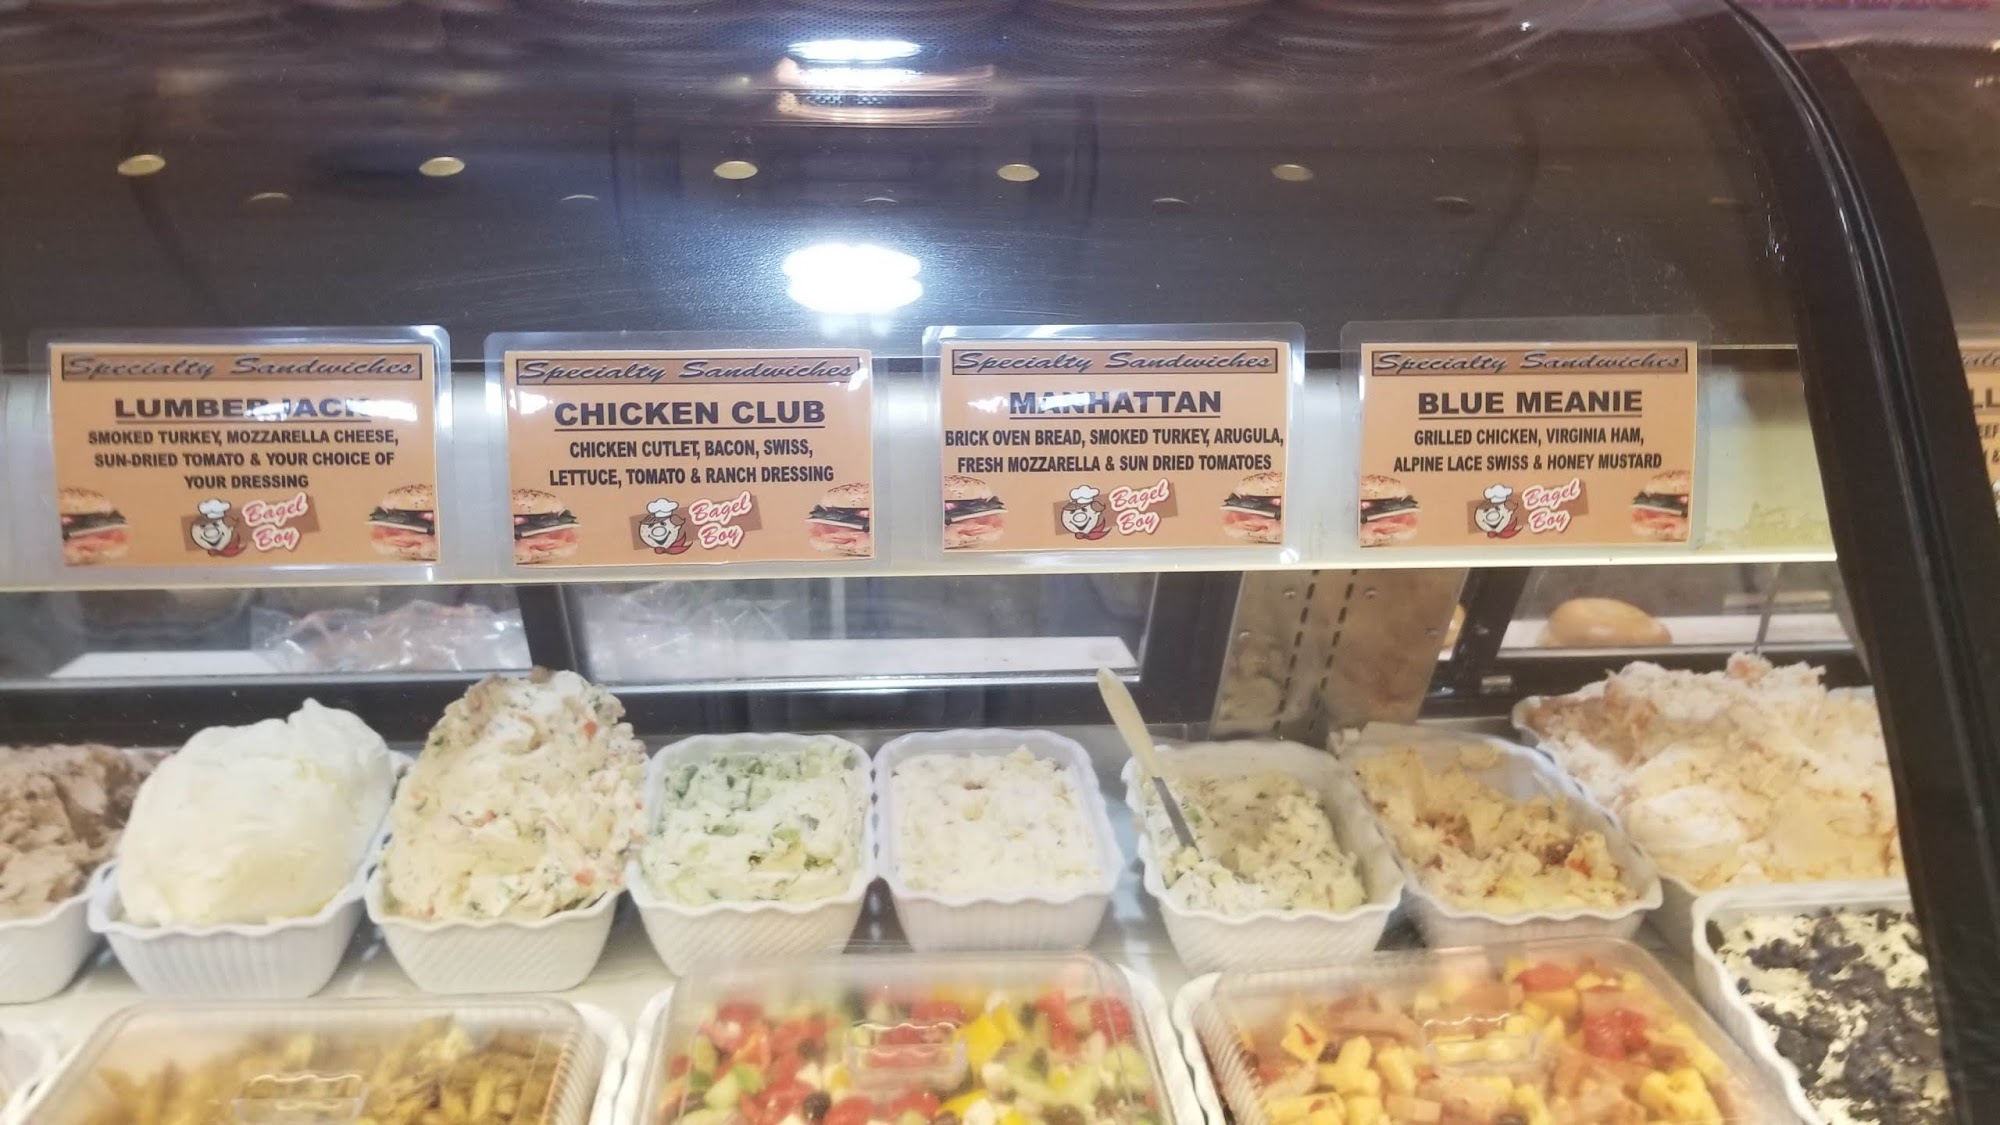 Specialty Sandwiches
LUMBERJACK
SMOKED TURKEY, MOZZARELLA CHEESE,
SUN-DRIED TOMATO & YOUR CHOICE OF
YOUR DRESSING
Bagel
Boy
Specialty Sandwiches
CHICKEN CLUB
CHICKEN CUTLET, BACON, SWISS,
LETTUCE, TOMATO & RANCH DRESSING
Bagel
Boy
Specialty Sandwiches
MANHATTAN
BRICK OVEN BREAD, SMOKED TURKEY, ARUGULA,
FRESH MOZZARELLA & SUN DRIED TOMATOES
Bagel
Boy
Specialty Sandwiches
BLUE MEANIE
GRILLED CHICKEN, VIRGINIA HAM,
ALPINE LACE SWISS & HONEY MUSTARD
Bagel
Boy